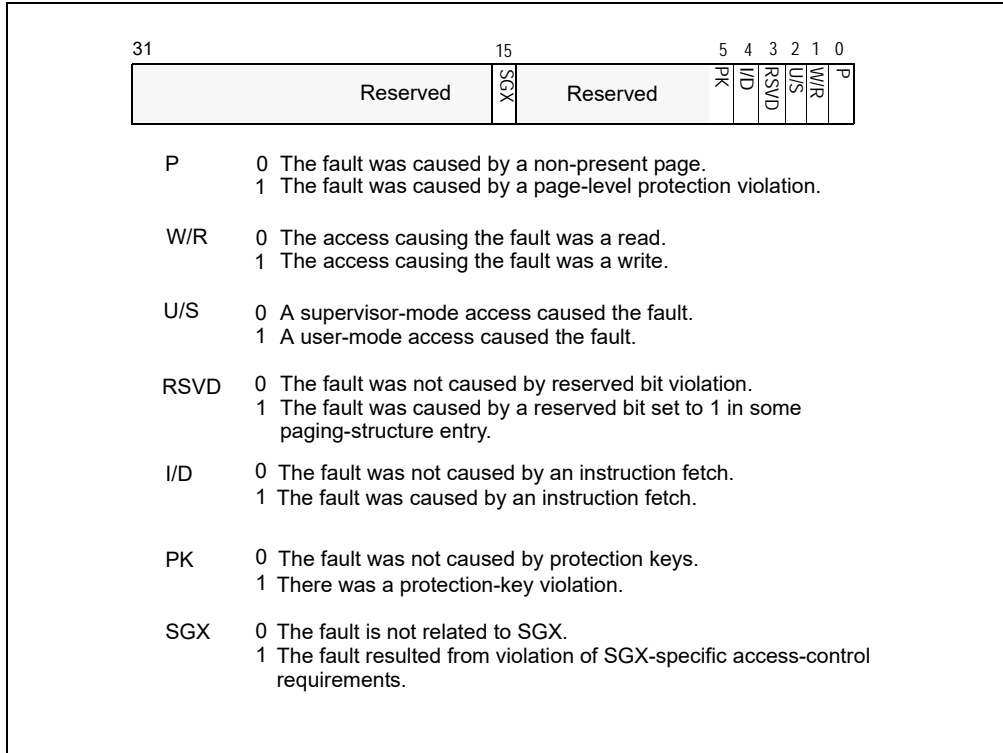 31 15 5 4 3 2 1 0
Reserved SGX Reserved PK I/D RSVD U/S W/R P
P 0 The fault was caused by a non-present page.
1 The fault was caused by a page-level protection violation.
W/R 0 The access causing the fault was a read.
1 The access causing the fault was a write.
U/S 0 A supervisor-mode access caused the fault.
1 A user-mode access caused the fault.
RSVD 0 The fault was not caused by reserved bit violation.
1 The fault was caused by a reserved bit set to 1 in some
paging-structure entry.
I/D 0 The fault was not caused by an instruction fetch.
1 The fault was caused by an instruction fetch.
PK 0 The fault was not caused by protection keys.
1 There was a protection-key violation.
SGX 0 The fault is not related to SGX.
1 The fault resulted from violation of SGX-specific access-control
requirements.